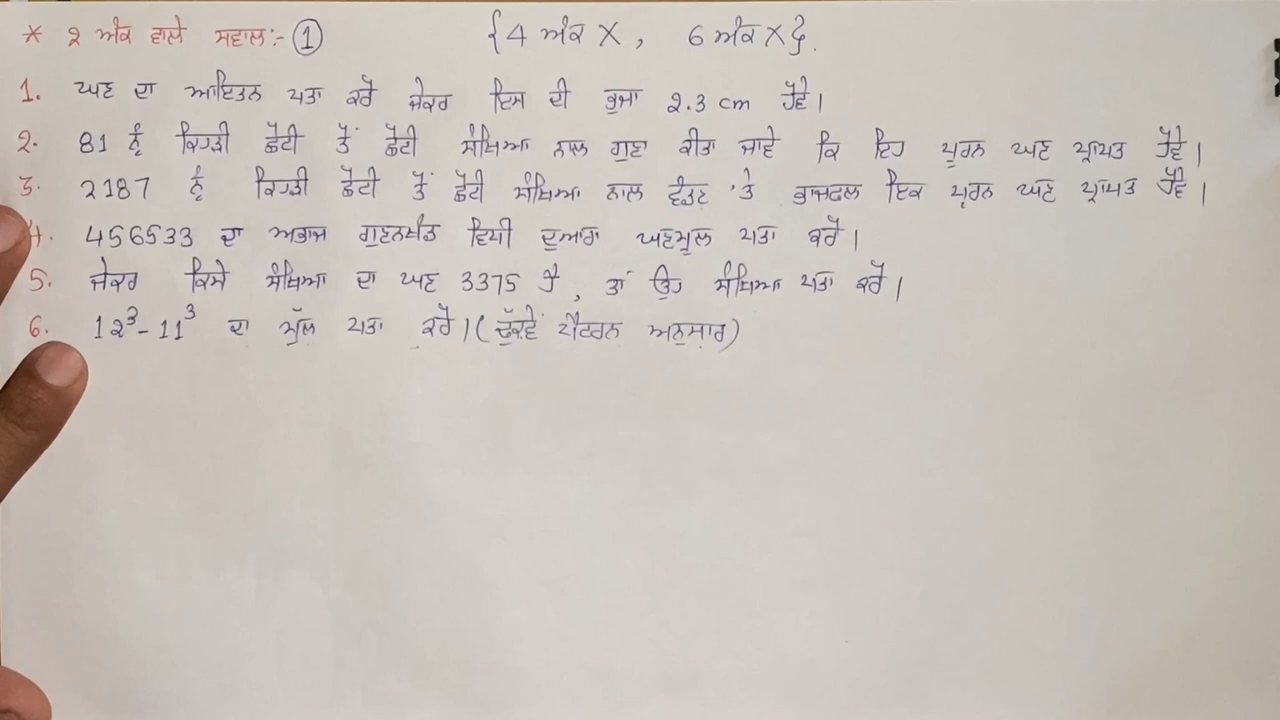 * 2 ਅੰਕ ਵਾਲੇ ਸਵਾਲ:- ① {4 ਅੰਕ X, 6 ਅੰਕ X}.
1. ਘਣ ਦਾ ਆਇਤਨ ਪਤਾ ਕਰੋ ਜੇਕਰ ਇਸ ਦੀ ਭੁਜਾ 2.3 cm ਹੋਵੇ।
2. 81 ਨੂੰ ਕਿਹੜੀ ਛੋਟੀ ਤੋਂ ਛੋਟੀ ਸੰਖਿਆ ਨਾਲ ਗੁਣਾ ਕੀਤਾ ਜਾਵੇ ਕਿ ਇਹ ਪੂਰਨ ਘਣ ਪ੍ਰਾਪਤ ਹੋਵੇ।
3. 2187 ਨੂੰ ਕਿਹੜੀ ਛੋਟੀ ਤੋਂ ਛੋਟੀ ਸੰਖਿਆ ਨਾਲ ਵੰਡਣ 'ਤੇ ਭਾਜਫਲ ਇਕ ਪੂਰਨ ਘਣ ਪ੍ਰਾਪਤ ਹੋਵੇ।
4. 456533 ਦਾ ਅਭਾਜ ਗੁਣਨਖੰਡ ਵਿਧੀ ਦੁਆਰਾ ਘਣਮੂਲ ਪਤਾ ਕਰੋ।
5. ਜੇਕਰ ਕਿਸੇ ਸੰਖਿਆ ਦਾ ਘਣ 3375 ਹੈ, ਤਾਂ ਉਹ ਸੰਖਿਆ ਪਤਾ ਕਰੋ।
6. 12³-11³ ਦਾ ਮੁੱਲ ਪਤਾ ਕਰੋ। (ਢੁੱਕਵੇਂ ਪੈਟਰਨ ਅਨੁਸਾਰ)